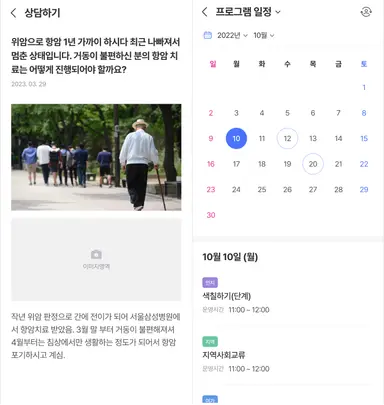 상담하기
위암으로 항암 1년 가까이 하시다 최근 나빠져서
멈춘 상태입니다. 거동이 불편하신 분의 항암 치
료는 어떻게 진행되어야 할까요?
2023. 03. 29
이미지영역
작년 위암 판정으로 간에 전이가 되어 서울삼성병원에
서 항암치료 받았음. 3월 말 부터 거동이 불편해져셔
4월부터는 침상에서만 생활하는 정도가 되어서 항암
포기하시고 계심.
프로그램 일정
2022년 10월
일 월 화 수 목 금 토
1
2 3 4 5 6 7 8
9 10 11 12 13 14 15
16 17 18 19 20 21 22
23 24 25 26 27 28 29
30
10월 10일 (월)
인지
색칠하기(단계)
운영시간 11:00 ~ 12:00
지역
지역사회교류
운영시간 11:00 ~ 12:00
여가